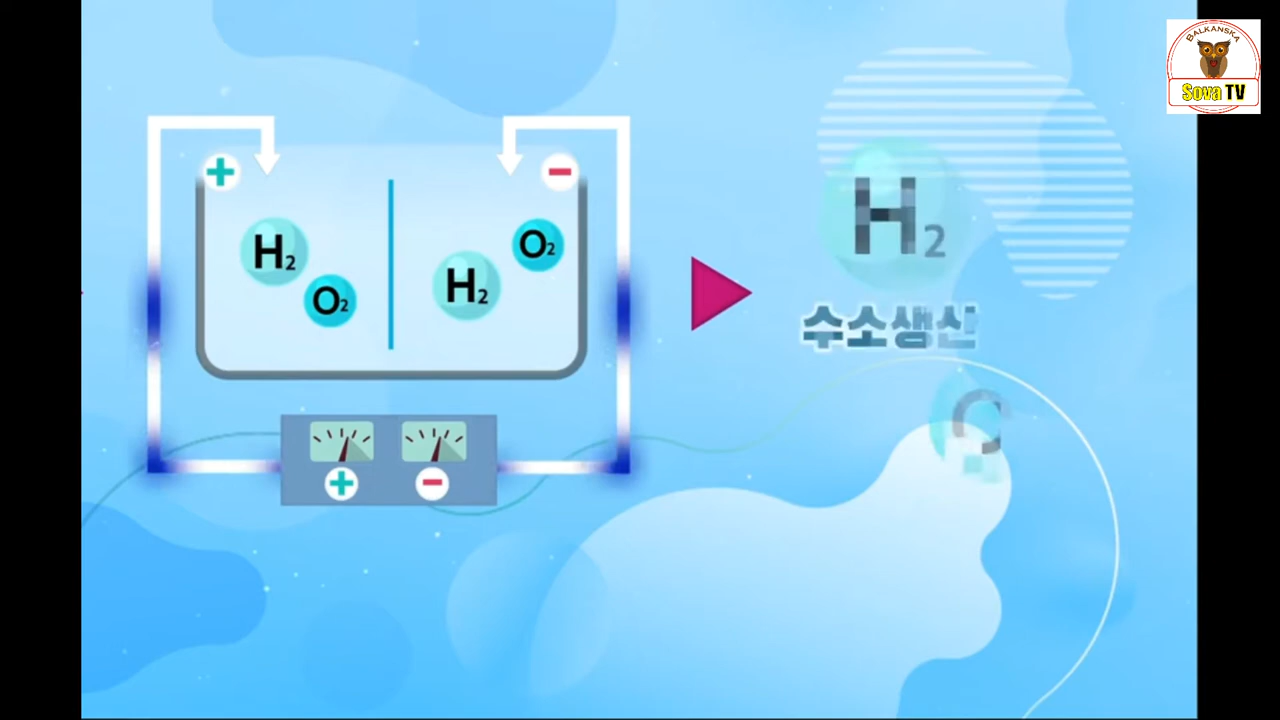 BALKANSKA
Sova TV
+
−
H₂
O₂
H₂
O₂
H₂
수소생산
+
−